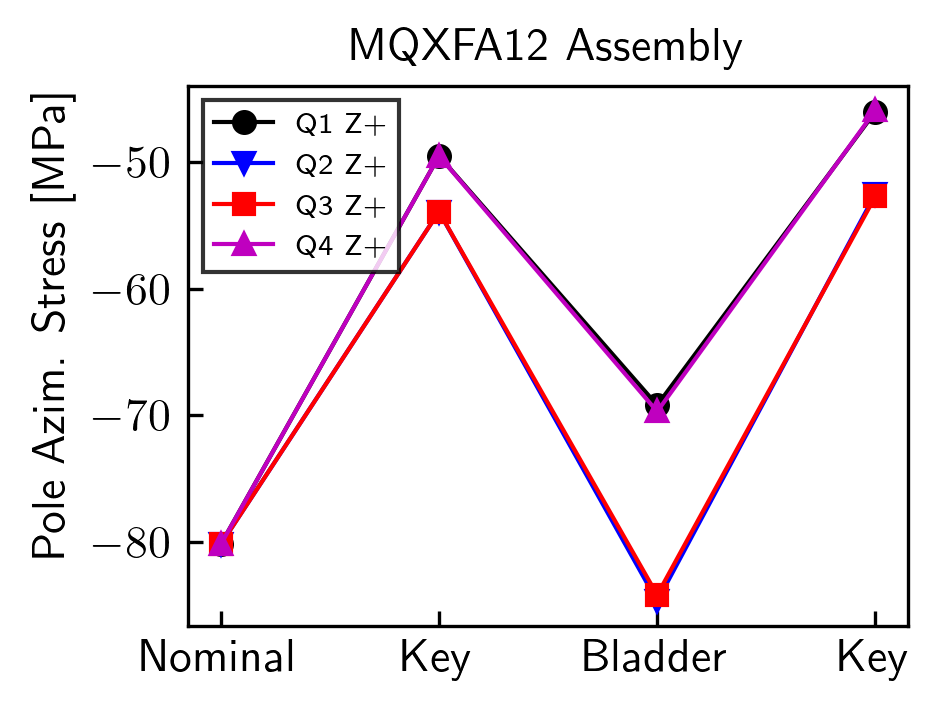 MQXFA12 Assembly
Pole Azim. Stress [MPa]
−50
−60
−70
−80
Q1 Z+
Q2 Z+
Q3 Z+
Q4 Z+
Nominal Key Bladder Key